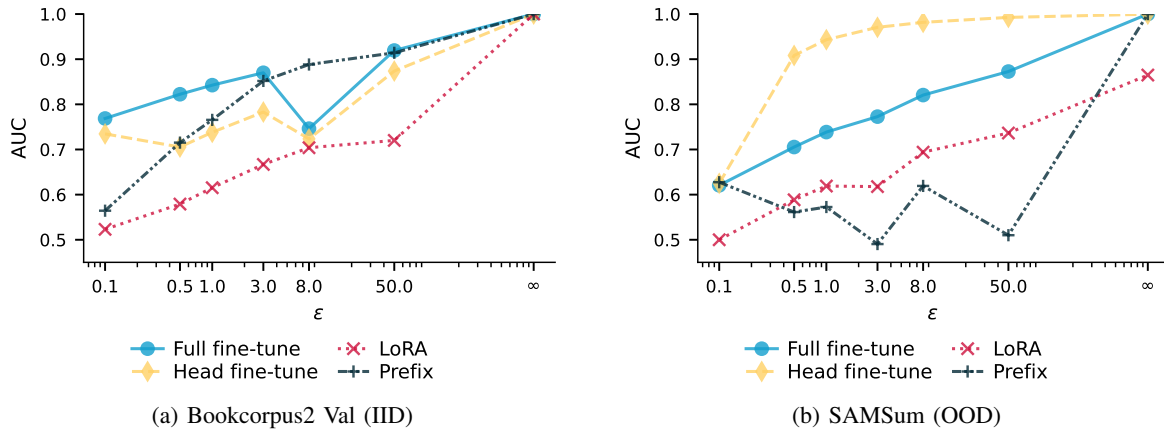 1.0
0.9
0.8
0.7
0.6
0.5
AUC
0.1 0.5 1.0 3.0 8.0 50.0 ∞
ε
Full fine-tune LoRA
Head fine-tune Prefix
(a) Bookcorpus2 Val (IID)
1.0
0.9
0.8
0.7
0.6
0.5
AUC
0.1 0.5 1.0 3.0 8.0 50.0 ∞
ε
Full fine-tune LoRA
Head fine-tune Prefix
(b) SAMSum (OOD)